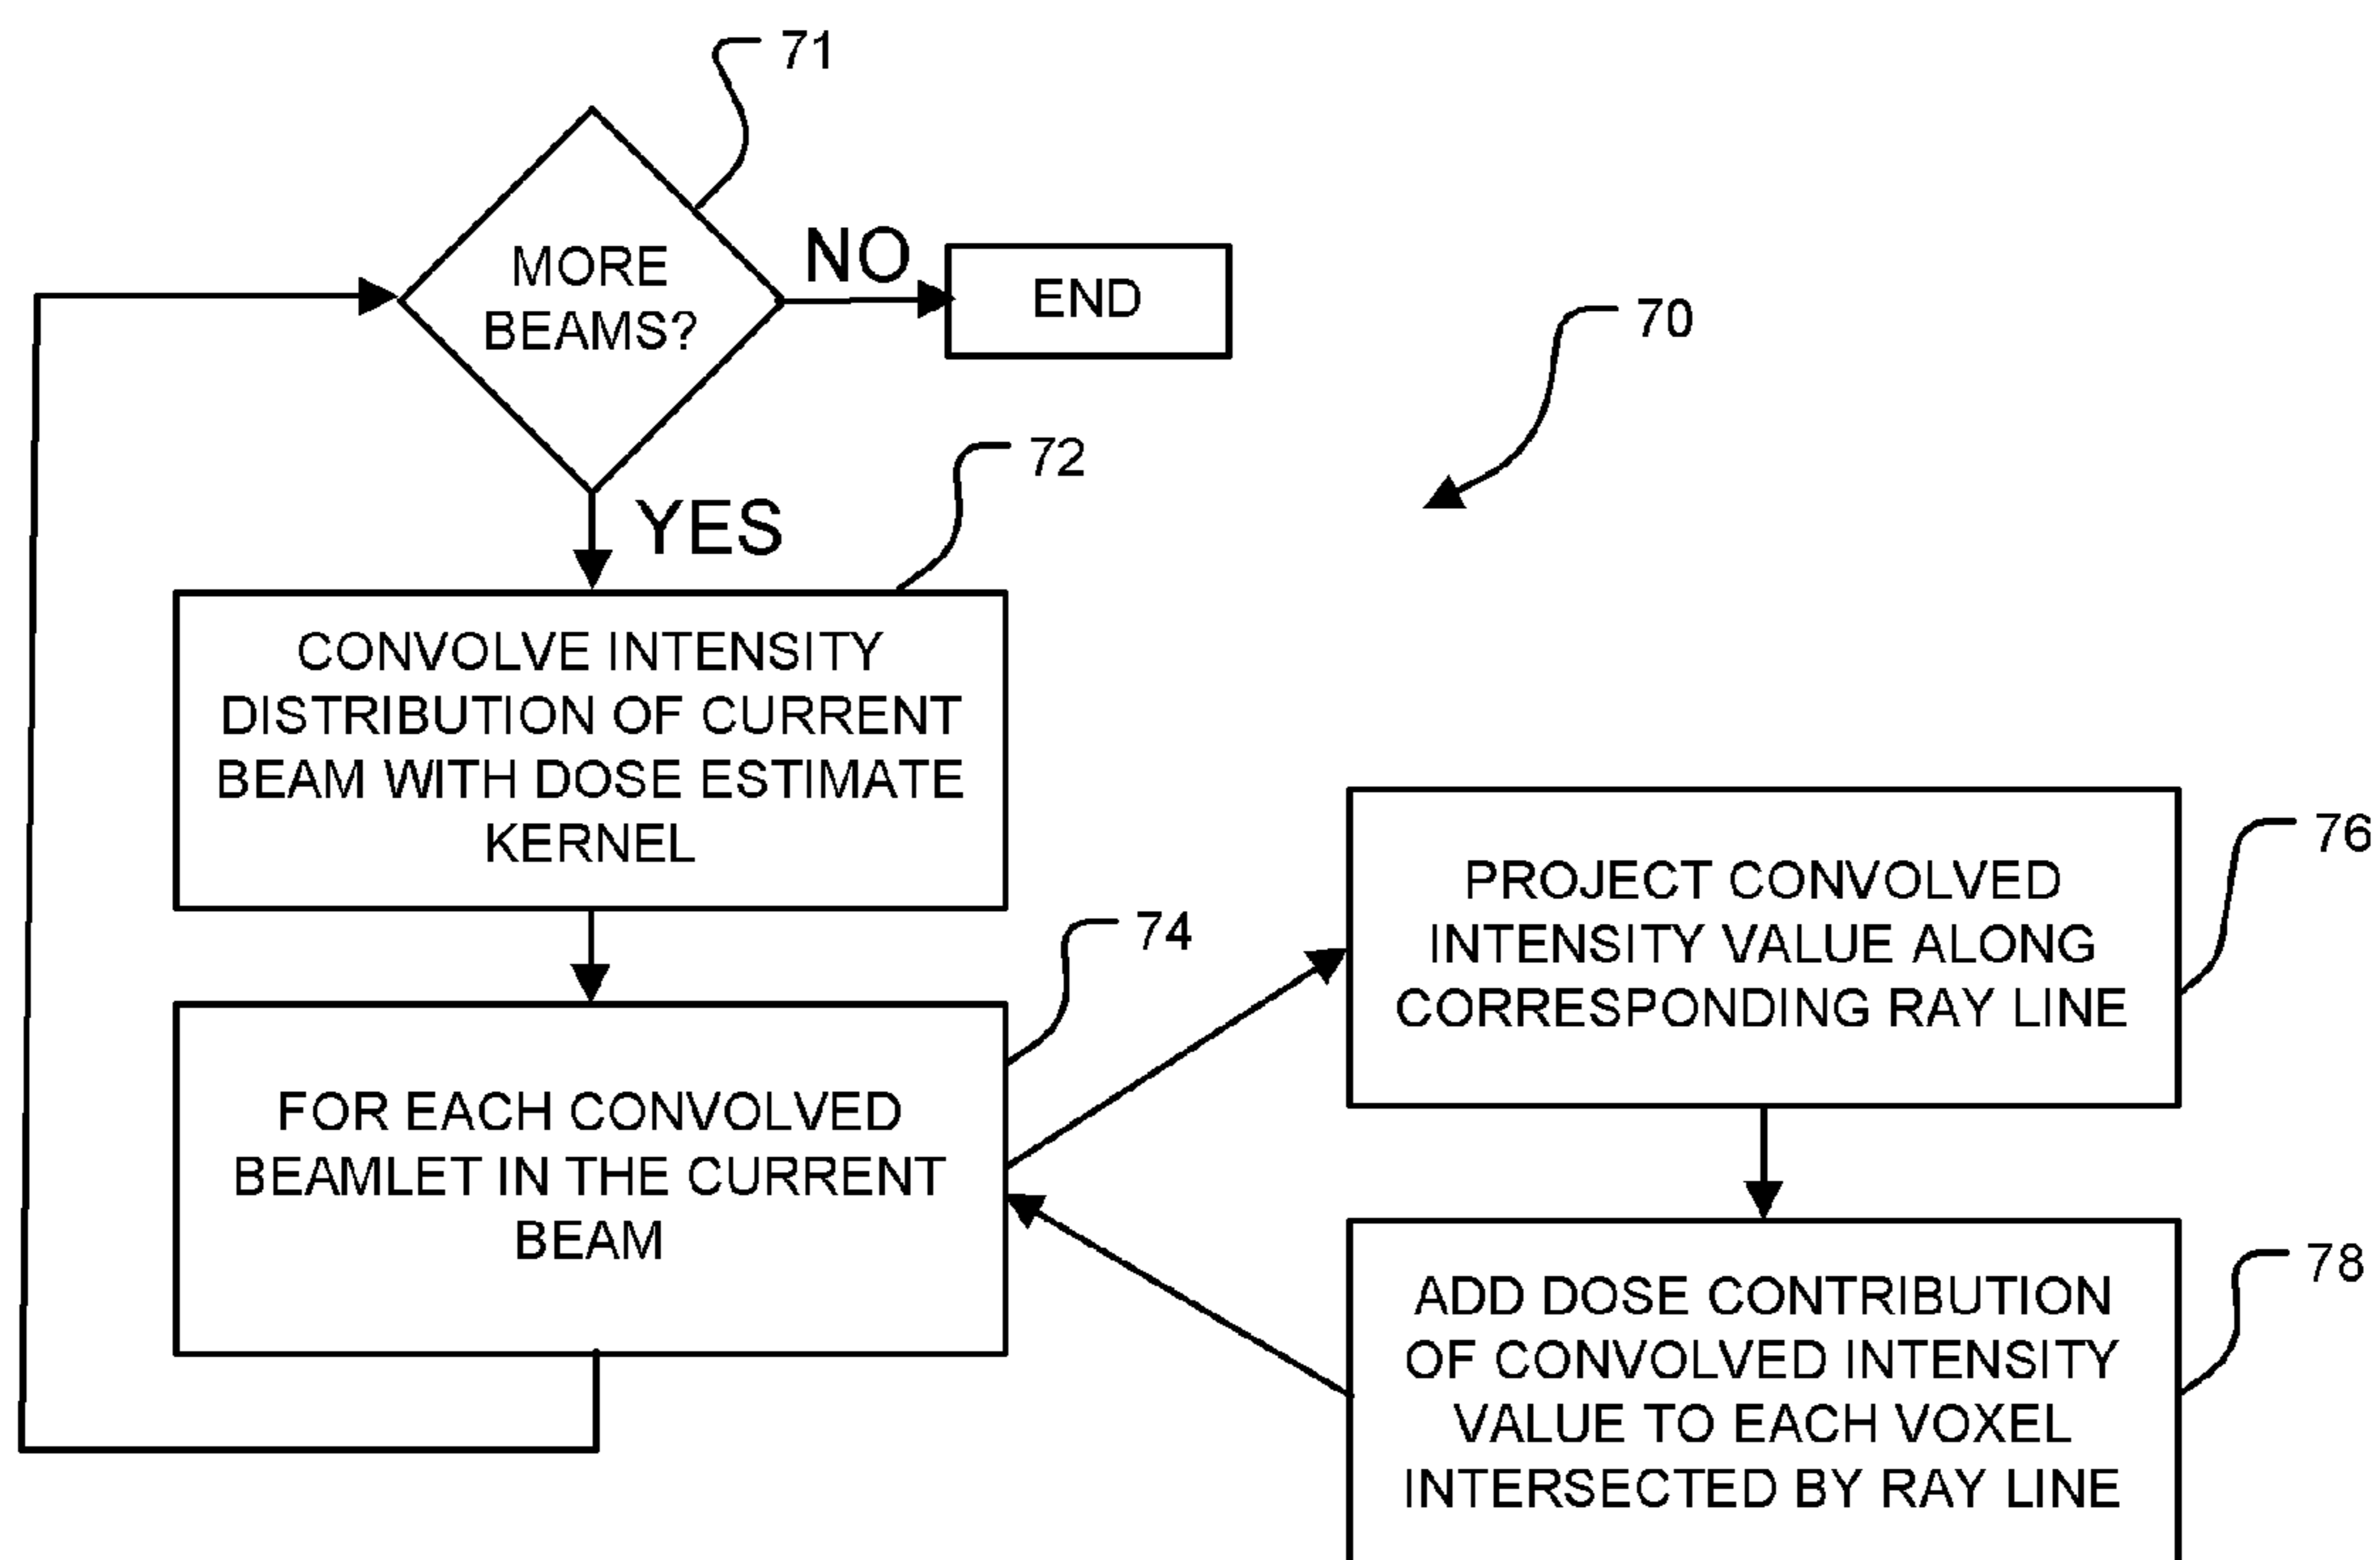 71
MORE
BEAMS?
NO
END
70
YES
72
CONVOLVE INTENSITY
DISTRIBUTION OF CURRENT
BEAM WITH DOSE ESTIMATE
KERNEL
74
FOR EACH CONVOLVED
BEAMLET IN THE CURRENT
BEAM
76
PROJECT CONVOLVED
INTENSITY VALUE ALONG
CORRESPONDING RAY LINE
78
ADD DOSE CONTRIBUTION
OF CONVOLVED INTENSITY
VALUE TO EACH VOXEL
INTERSECTED BY RAY LINE